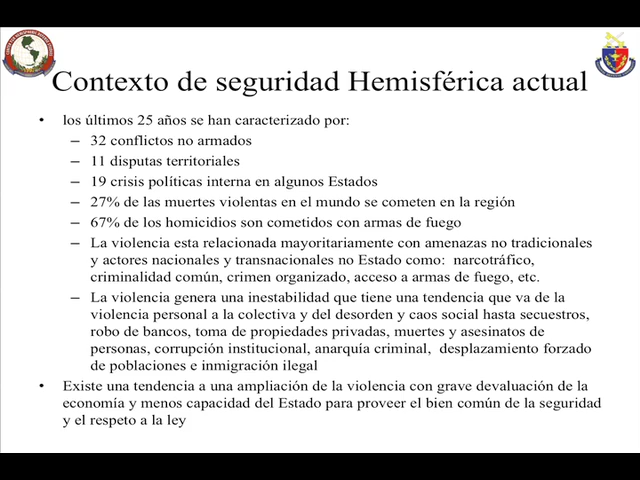 Contexto de seguridad Hemisférica actual
• los últimos 25 años se han caracterizado por:
– 32 conflictos no armados
– 11 disputas territoriales
– 19 crisis políticas interna en algunos Estados
– 27% de las muertes violentas en el mundo se cometen en la región
– 67% de los homicidios son cometidos con armas de fuego
– La violencia esta relacionada mayoritariamente con amenazas no tradicionales
y actores nacionales y transnacionales no Estado como:  narcotráfico,
criminalidad común, crimen organizado, acceso a armas de fuego, etc.
– La violencia genera una inestabilidad que tiene una tendencia que va de la
violencia personal a la colectiva y del desorden y caos social hasta secuestros,
robo de bancos, toma de propiedades privadas, muertes y asesinatos de
personas, corrupción institucional, anarquía criminal,  desplazamiento forzado
de poblaciones e inmigración ilegal
• Existe una tendencia a una ampliación de la violencia con grave devaluación de la
economía y menos capacidad del Estado para proveer el bien común de la seguridad
y el respeto a la ley